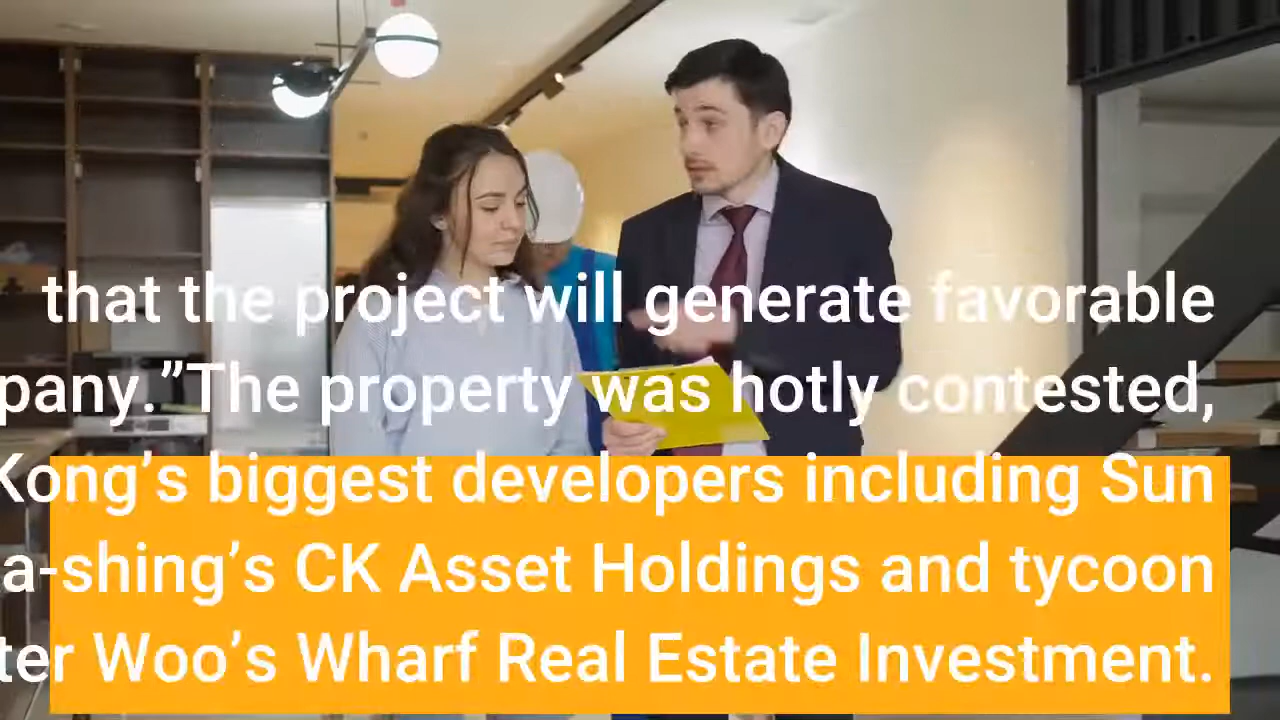 that the project will generate favorable
pany.”The property was hotly contested,
Kong’s biggest developers including Sun
a-shing’s CK Asset Holdings and tycoon
ter Woo’s Wharf Real Estate Investment.